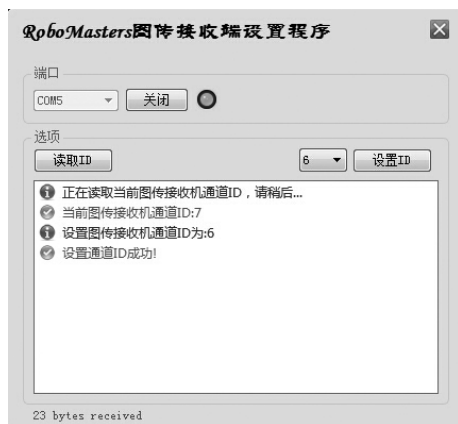 RoboMasters图传接收端设置程序
端口
COM5 关闭
选项
读取ID 6 设置ID
正在读取当前图传接收机通道ID，请稍后...
当前图传接收机通道ID:7
设置图传接收机通道ID为:6
设置通道ID成功!
23 bytes received